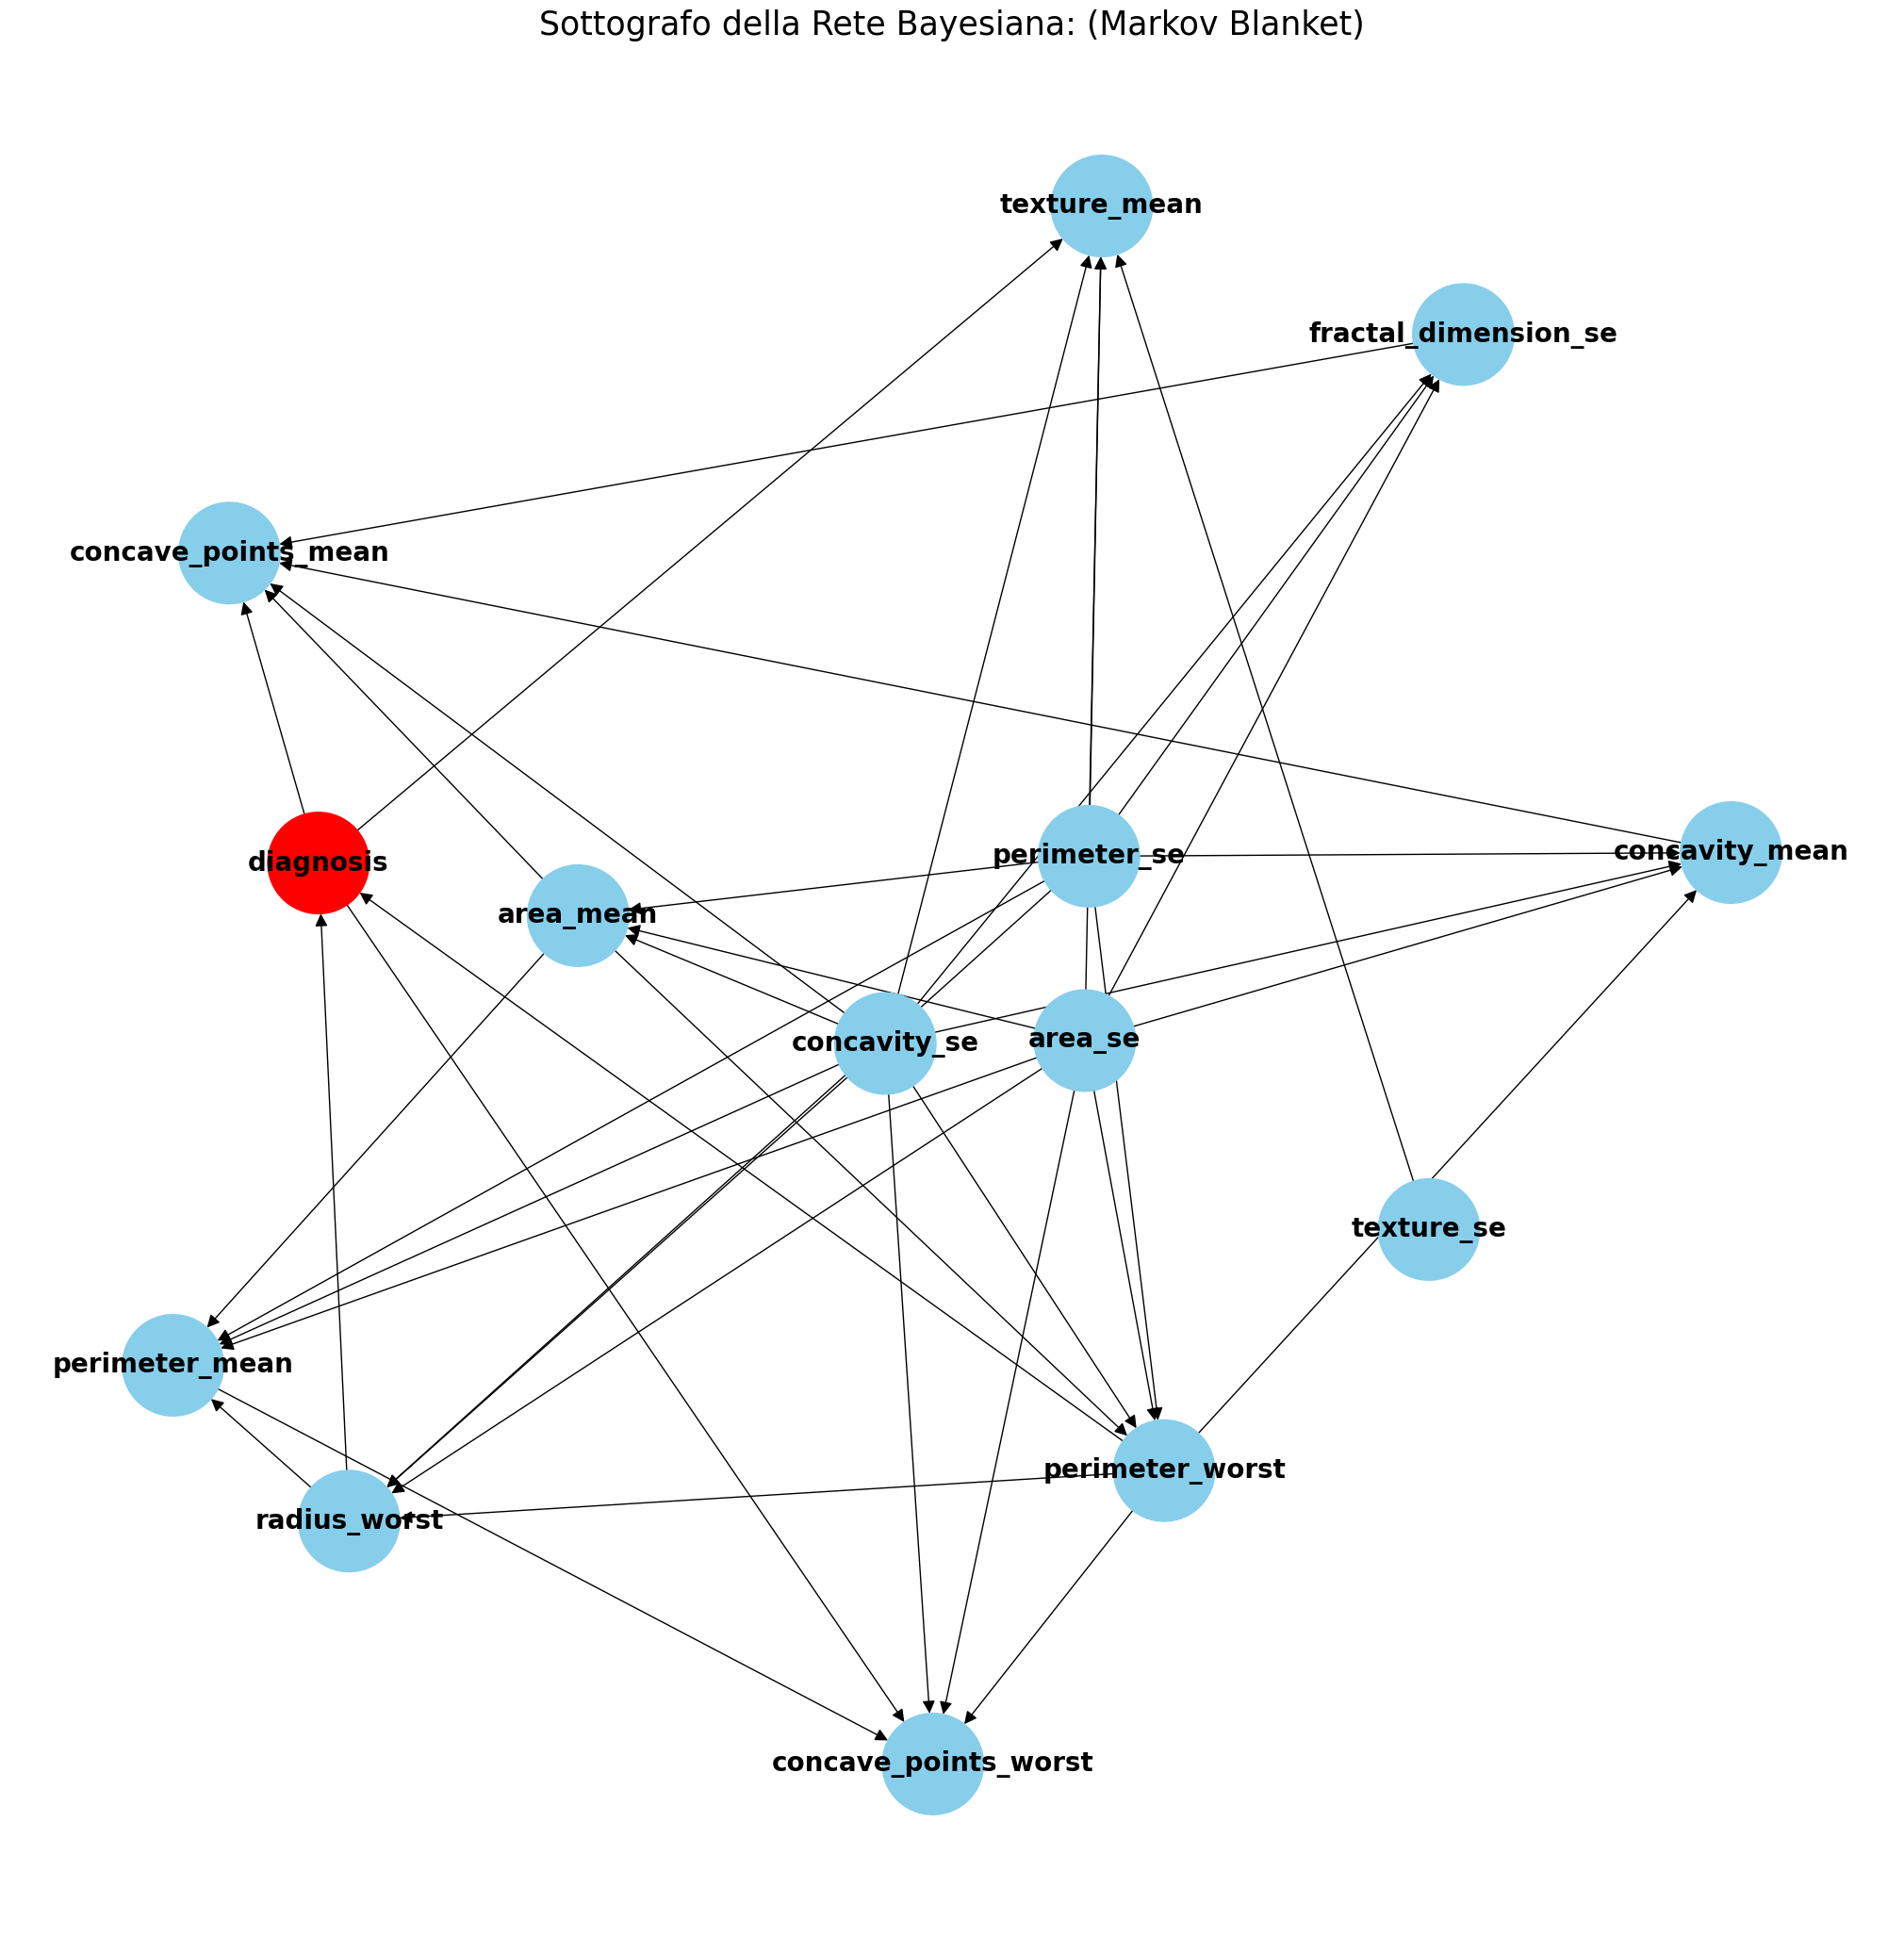 Sottografo della Rete Bayesiana: (Markov Blanket)
texture_mean
fractal_dimension_se
concave_points_mean
diagnosis
perimeter_se
concavity_mean
area_mean
concavity_se
area_se
texture_se
perimeter_mean
perimeter_worst
radius_worst
concave_points_worst